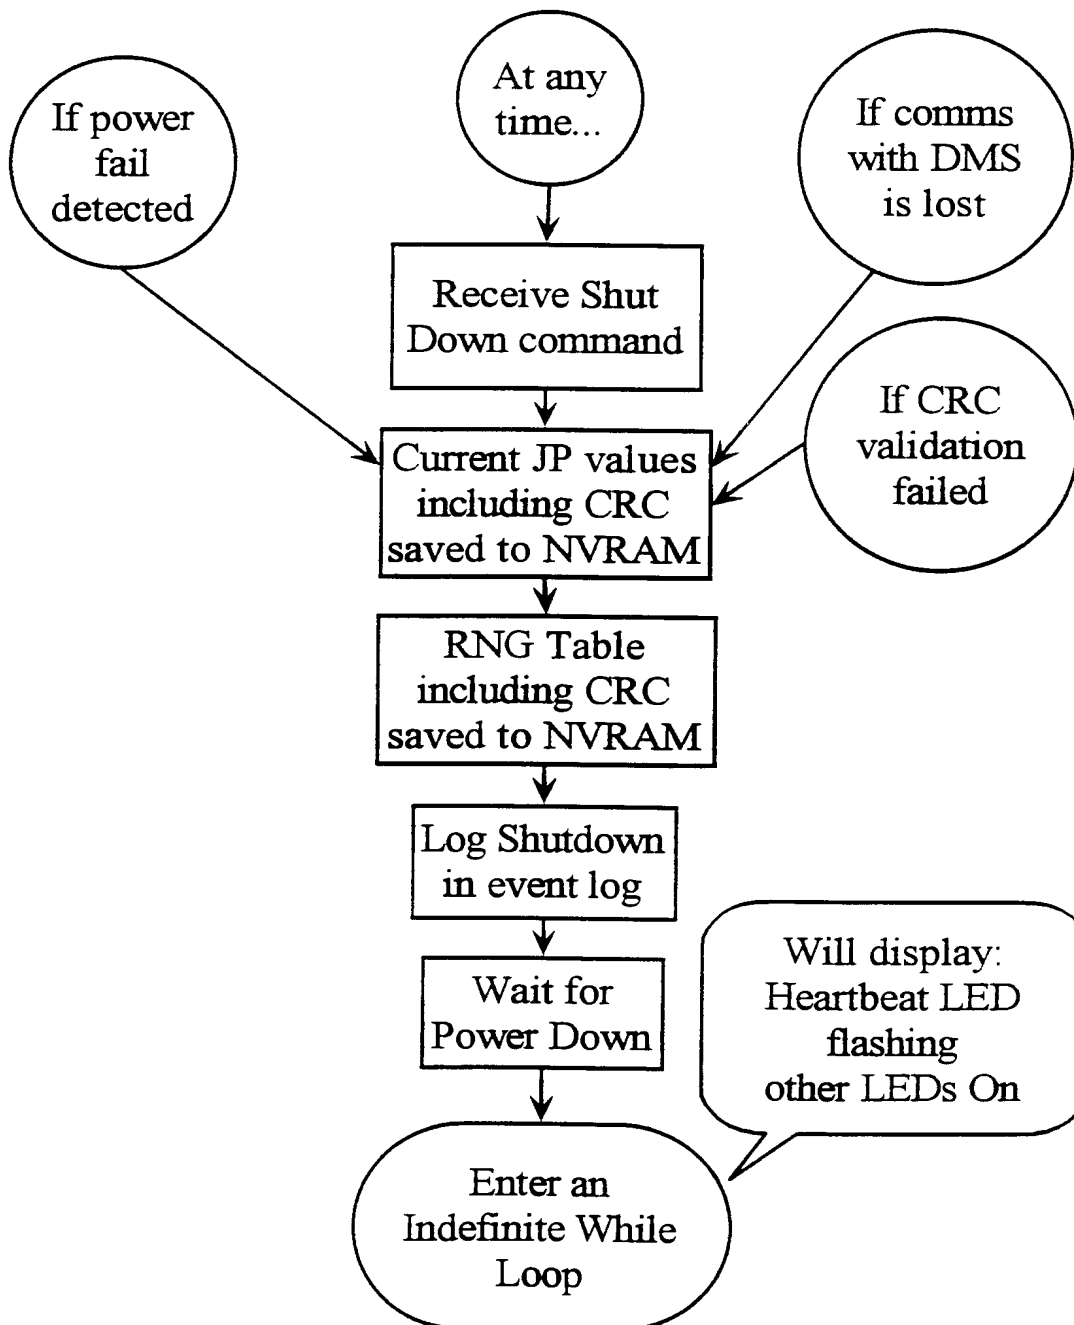 If power
fail
detected
At any
time...
If comms
with DMS
is lost
Receive Shut
Down command
If CRC
validation
failed
Current JP values
including CRC
saved to NVRAM
RNG Table
including CRC
saved to NVRAM
Log Shutdown
in event log
Wait for
Power Down
Will display:
Heartbeat LED
flashing
other LEDs On
Enter an
Indefinite While
Loop